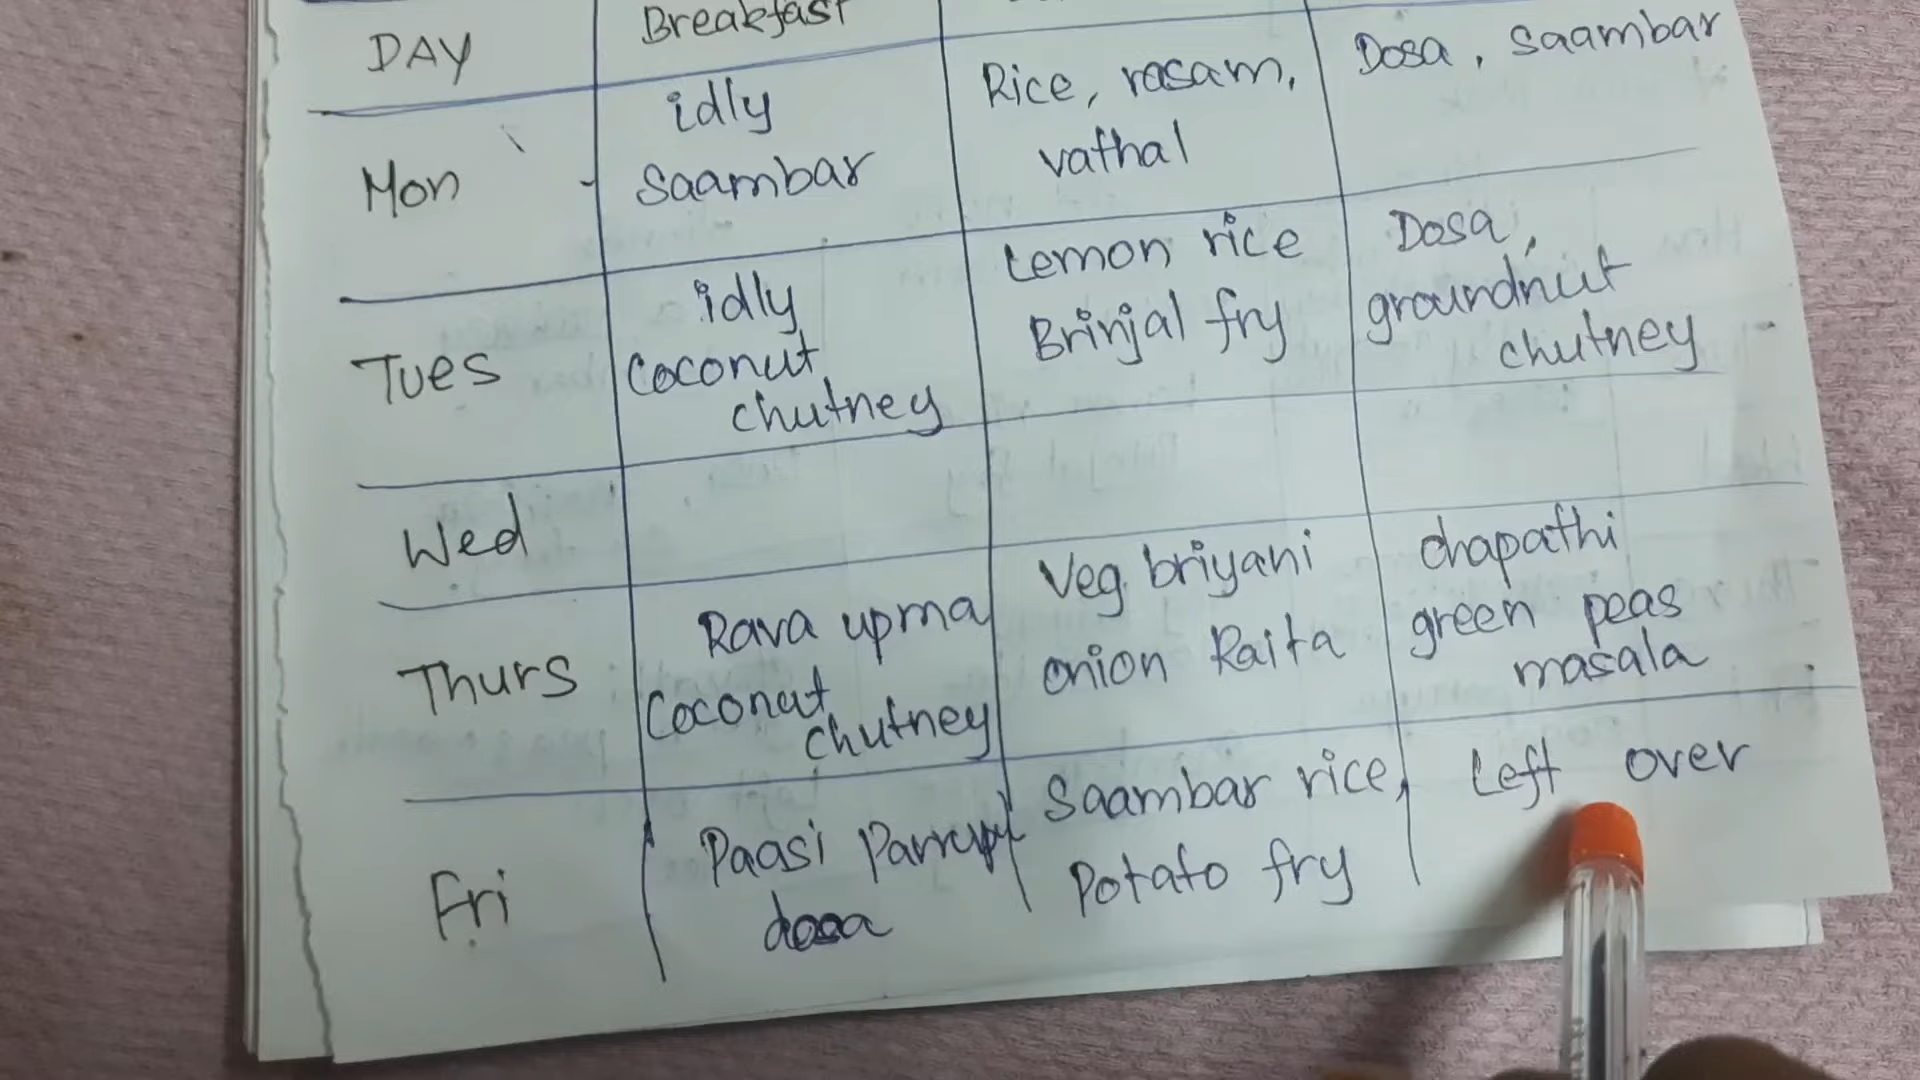 DAY Breakfast
Mon
idly
Saambar
Rice, rasam,
vathal
Dosa, Saambar
Tues
idly
Coconut
chutney
Lemon rice
Brinjal fry
Dosa,
groundnut
chutney
Wed
Thurs
Rava upma
Coconut
chutney
Veg. briyani
onion Raita
chapathi
green peas
masala
Fri
Paasi Parrupu
dosa
Saambar rice,
Potato fry
Left over